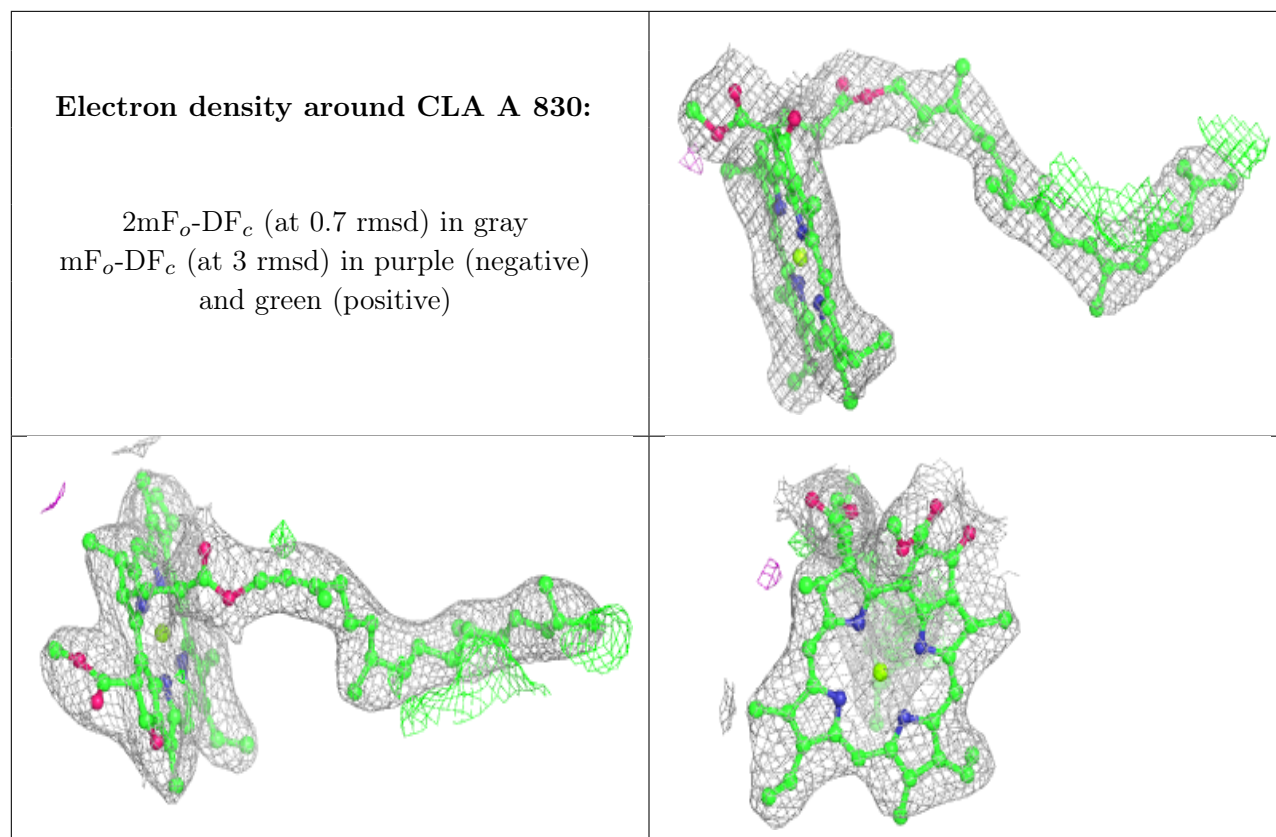 Electron density around CLA A 830:
2mFo-DFc (at 0.7 rmsd) in gray
mFo-DFc (at 3 rmsd) in purple (negative)
and green (positive)